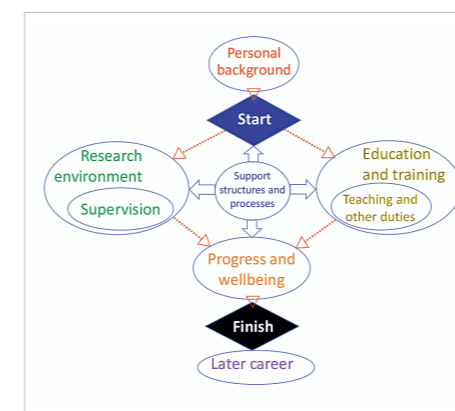 Personal
background
Start
Research
environment
Supervision
Support
structures and
processes
Education
and training
Teaching and
other duties
Progress and
wellbeing
Finish
Later career